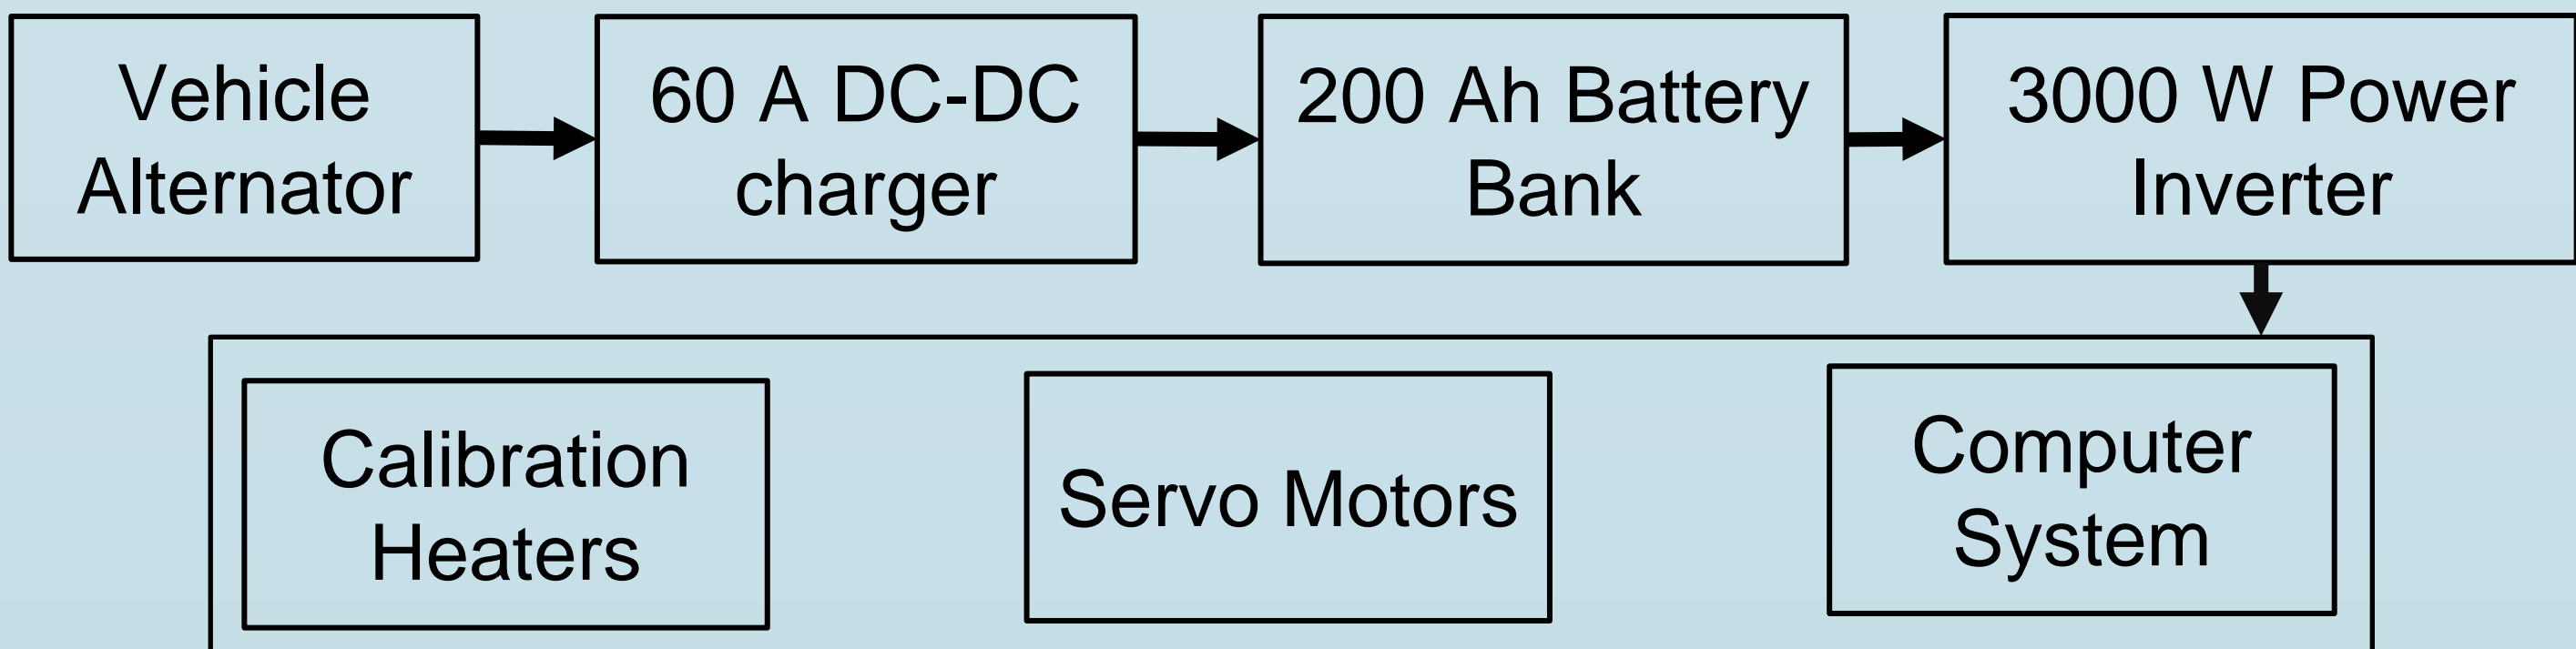 Vehicle
Alternator
60 A DC-DC
charger
200 Ah Battery
Bank
3000 W Power
Inverter
Calibration
Heaters
Servo Motors
Computer
System